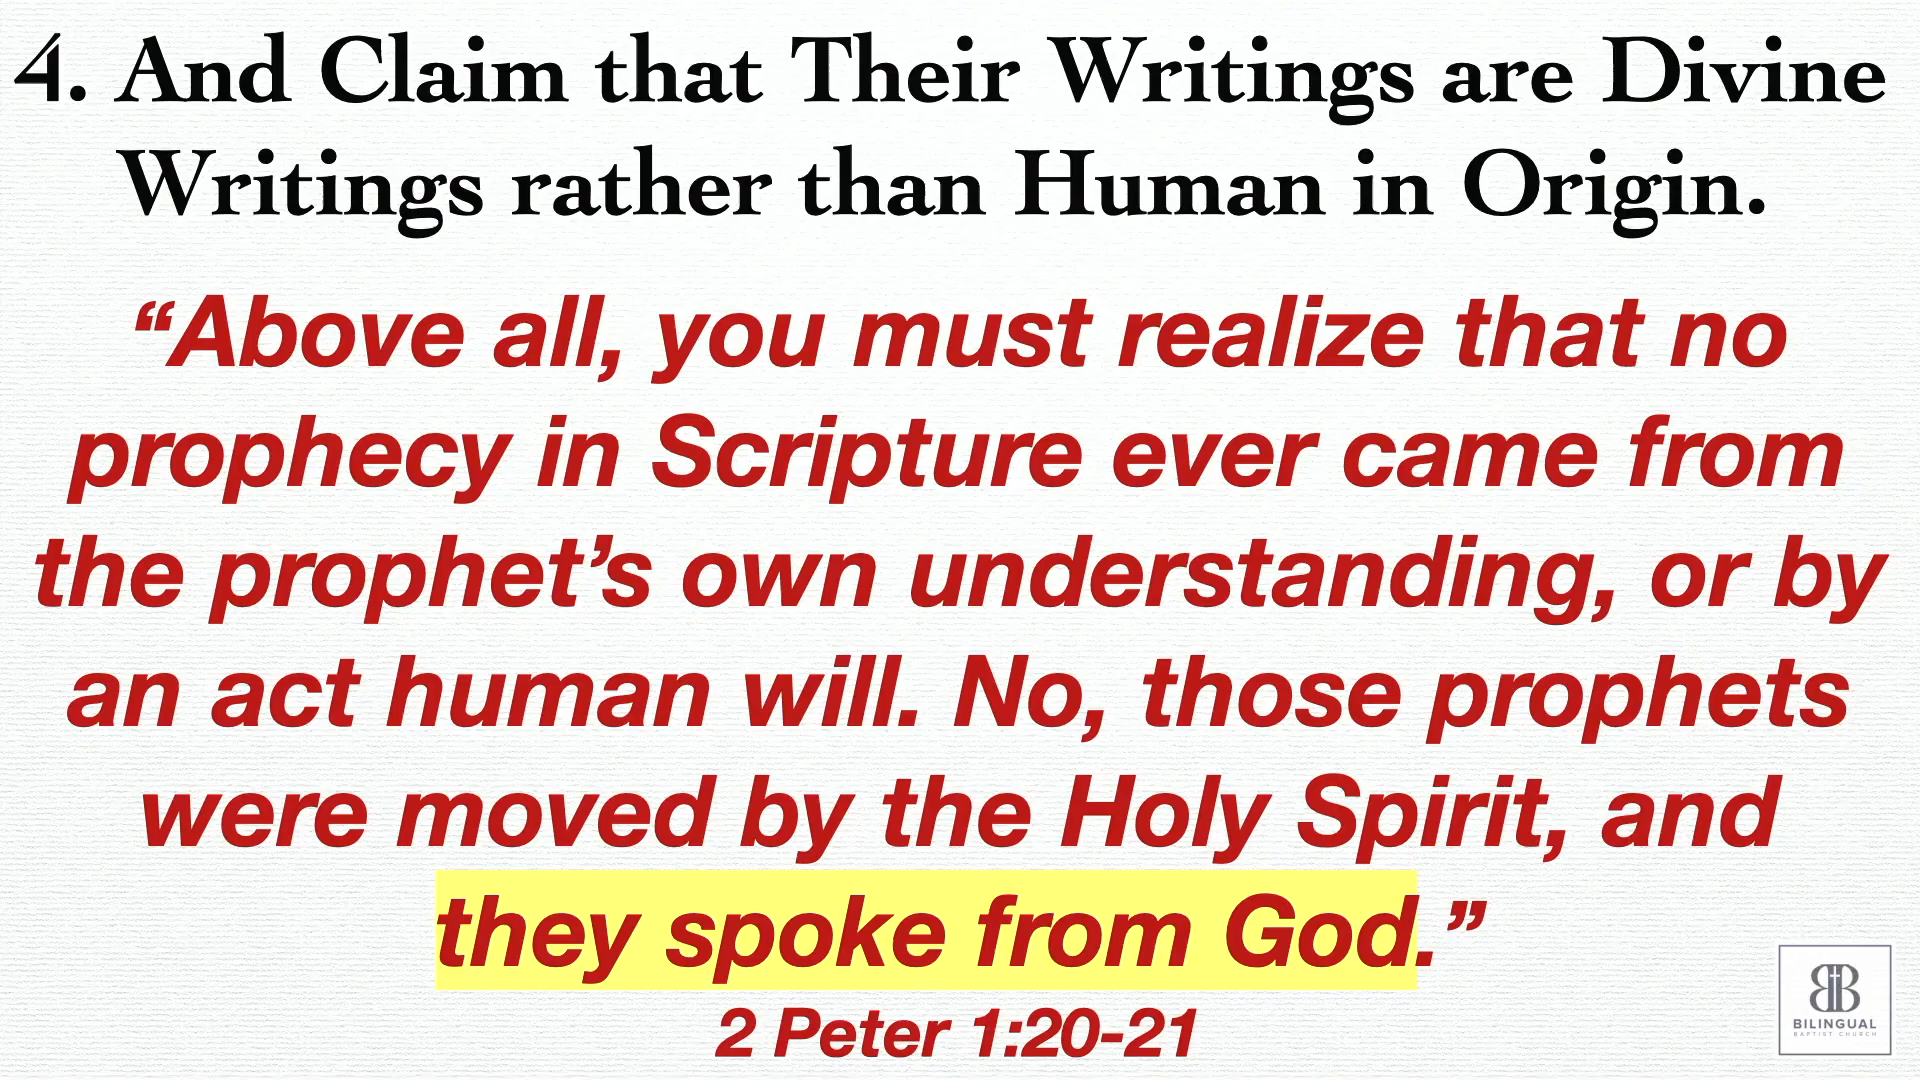 4. And Claim that Their Writings are Divine
Writings rather than Human in Origin.
“Above all, you must realize that no
prophecy in Scripture ever came from
the prophet’s own understanding, or by
an act human will. No, those prophets
were moved by the Holy Spirit, and
they spoke from God.”
2 Peter 1:20-21
BILINGUAL
BAPTIST CHURCH